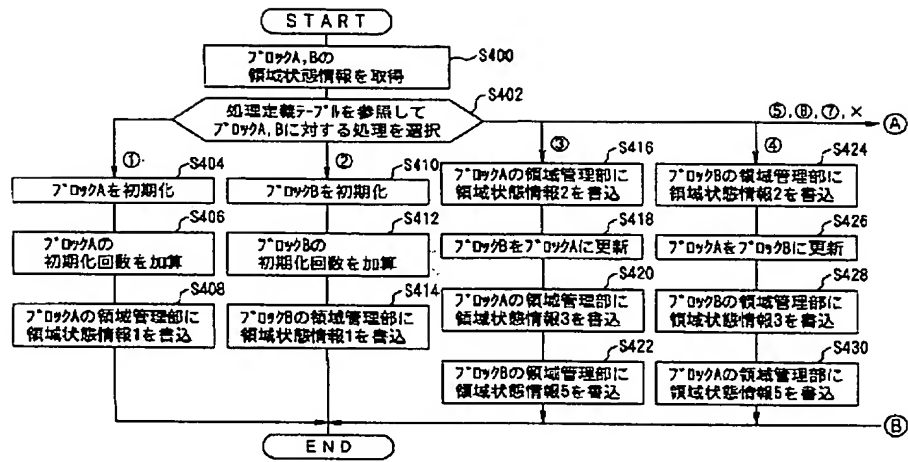 START
ブロックA,Bの
領域状態情報を取得
S400
処理定義テーブルを参照して
ブロックA,Bに対する処理を選択
S402
⑤,⑥,⑦,×
A
①
S404
ブロックAを初期化
S406
ブロックAの
初期化回数を加算
S408
ブロックAの領域管理部に
領域状態情報1を書込
②
S410
ブロックBを初期化
S412
ブロックBの
初期化回数を加算
S414
ブロックBの領域管理部に
領域状態情報1を書込
③
S416
ブロックAの領域管理部に
領域状態情報2を書込
S418
ブロックBをブロックAに更新
S420
ブロックAの領域管理部に
領域状態情報3を書込
S422
ブロックBの領域管理部に
領域状態情報5を書込
④
S424
ブロックBの領域管理部に
領域状態情報2を書込
S426
ブロックAをブロックBに更新
S428
ブロックBの領域管理部に
領域状態情報3を書込
S430
ブロックAの領域管理部に
領域状態情報5を書込
B
END